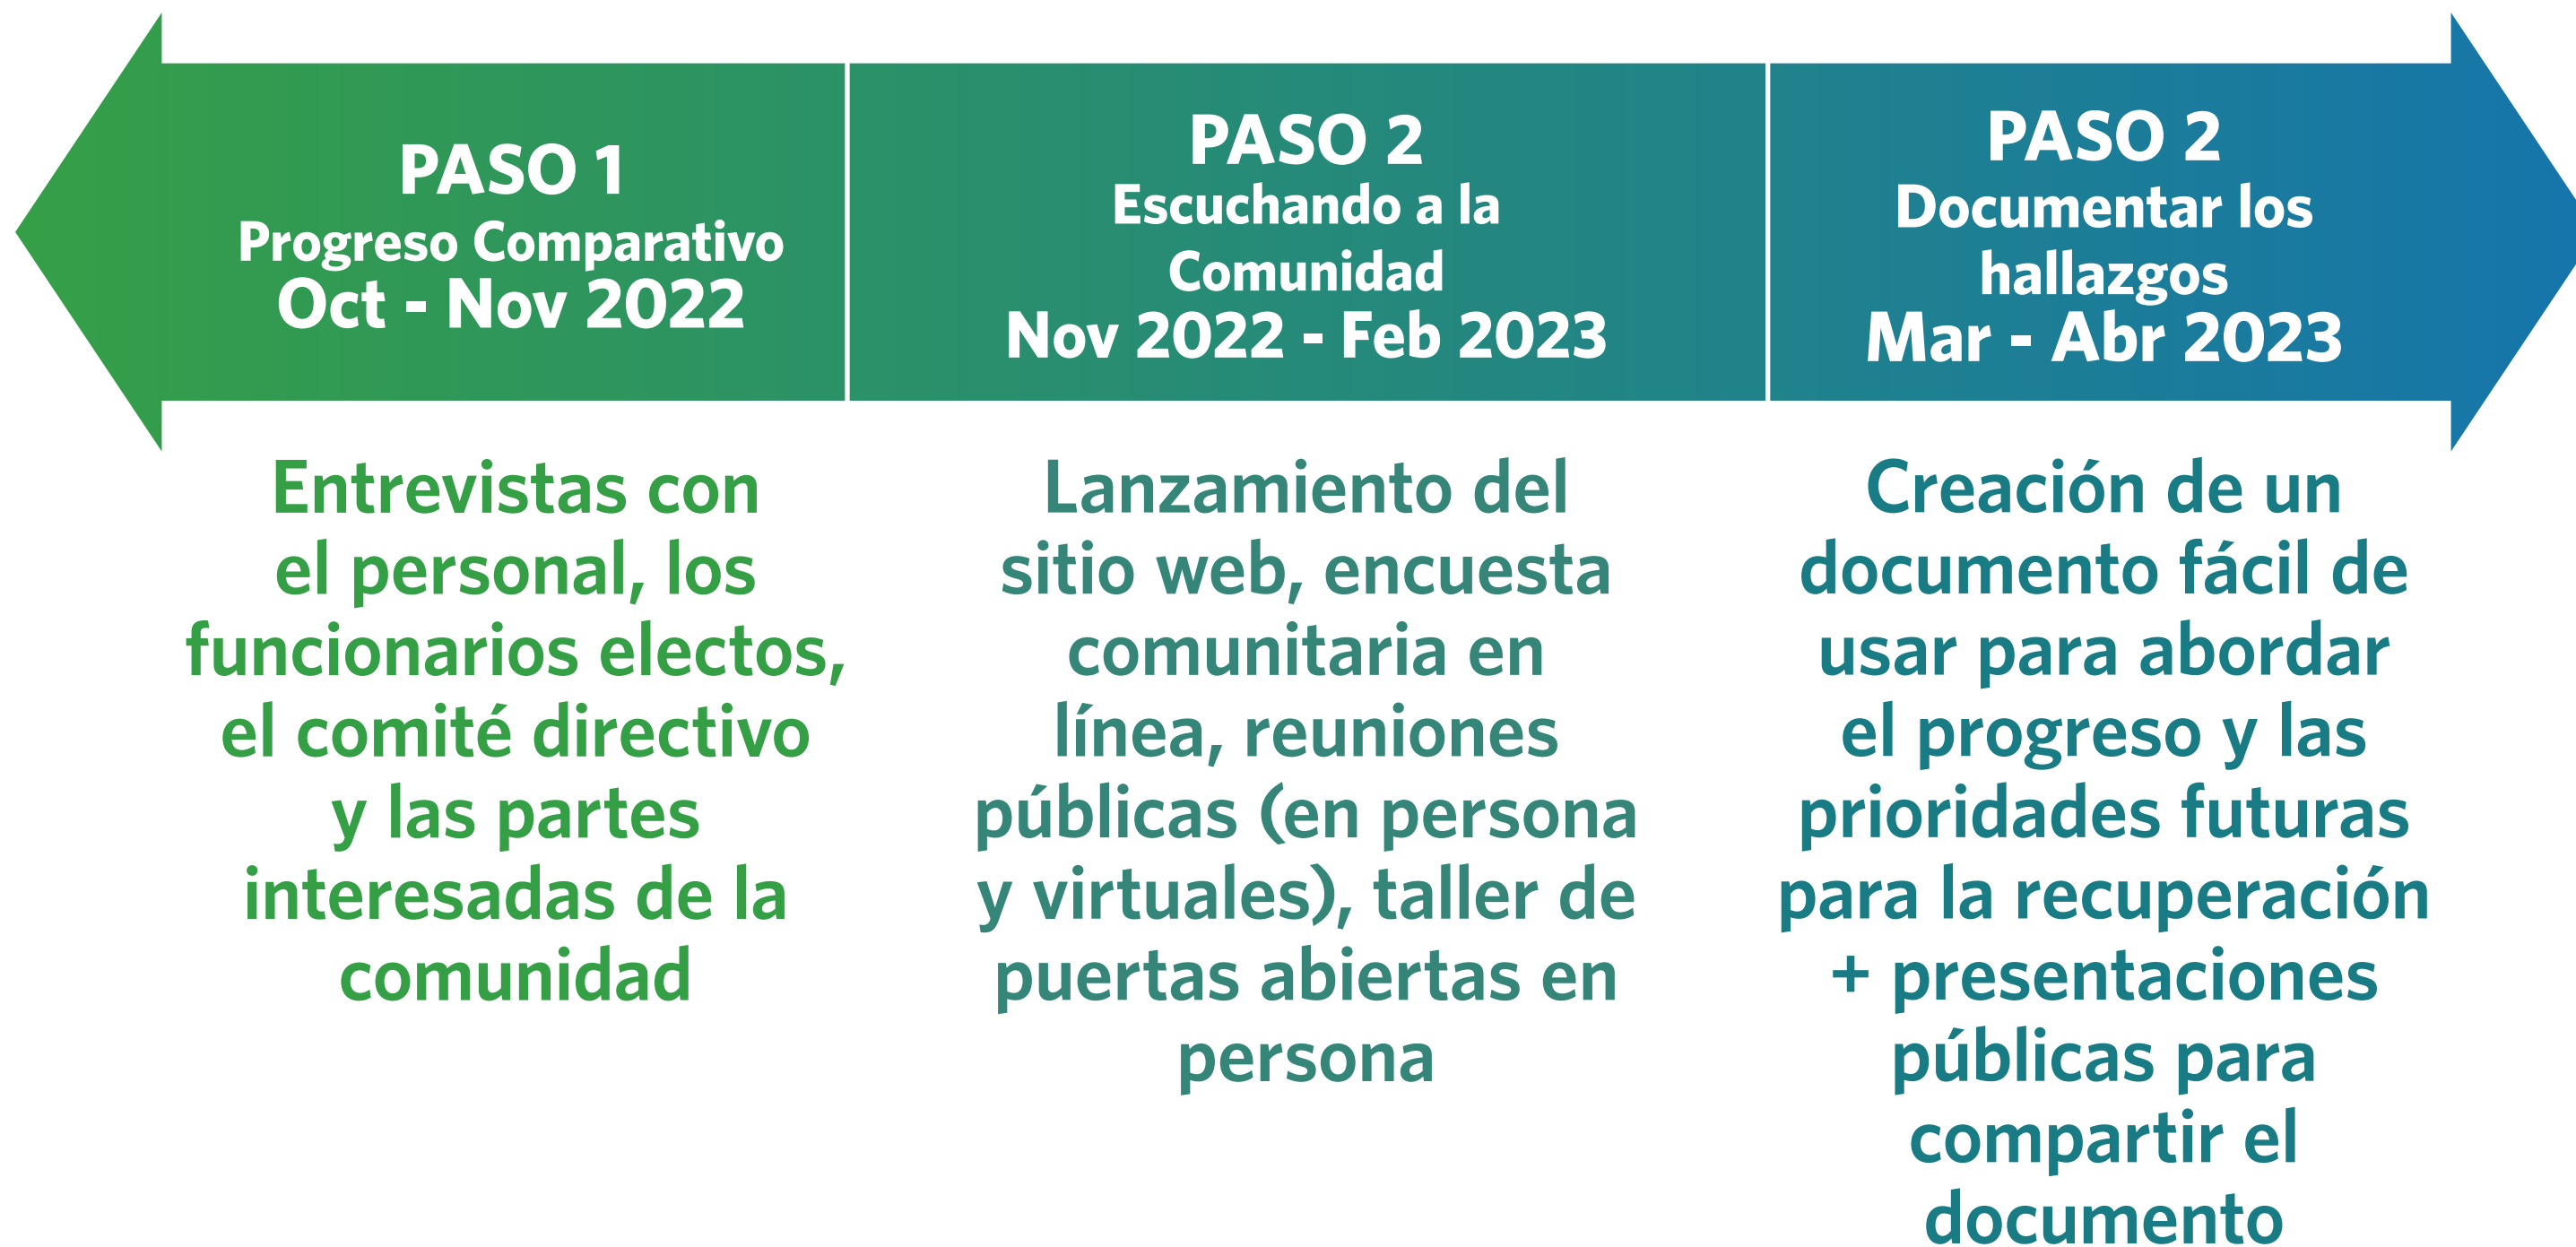 PASO 1
Progreso Comparativo
Oct - Nov 2022
PASO 2
Escuchando a la
Comunidad
Nov 2022 - Feb 2023
PASO 2
Documentar los
hallazgos
Mar - Abr 2023
Entrevistas con
el personal, los
funcionarios electos,
el comité directivo
y las partes
interesadas de la
comunidad
Lanzamiento del
sitio web, encuesta
comunitaria en
línea, reuniones
públicas (en persona
y virtuales), taller de
puertas abiertas en
persona
Creación de un
documento fácil de
usar para abordar
el progreso y las
prioridades futuras
para la recuperación
+ presentaciones
públicas para
compartir el
documento